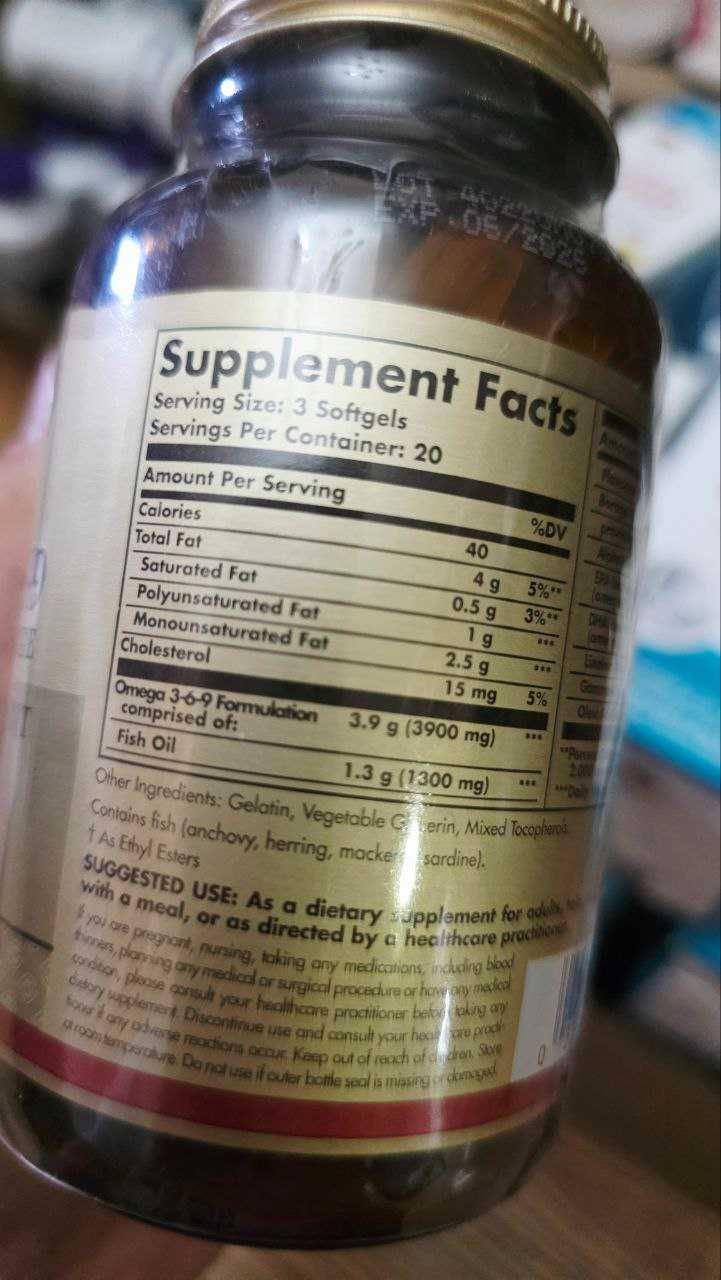 LOT
EXP 06/202
Supplement Facts
Serving Size: 3 Softgels
Servings Per Container: 20
Amount Per Serving %DV
Calories 40
Total Fat 4 g 5%**
Saturated Fat 0.5 g 3%**
Polyunsaturated Fat 1 g ***
Monounsaturated Fat 2.5 g ***
Cholesterol 15 mg 5%
Omega 3-6-9 Formulation
comprised of: 3.9 g (3900 mg) ***
Fish Oil 1.3 g (1300 mg) ***
Other Ingredients: Gelatin, Vegetable Mixed Tocopherols.
Contains fish (anchovy, herring, sardine).
† As Ethyl Esters
SUGGESTED USE: As a dietary supplement for adults,
with a meal, or as directed by a healthcare practitioner.
If you are pregnant, nursing, taking any medications, including blood
thinners, planning any medical or surgical procedure or have any medical
condition, please consult your healthcare practitioner before taking any
dietary supplement. Discontinue use and consult your healthcare practi-
tioner if any adverse reactions occur. Keep out of reach of children. Store
at room temperature. Do not use if outer bottle seal is missing or damaged.